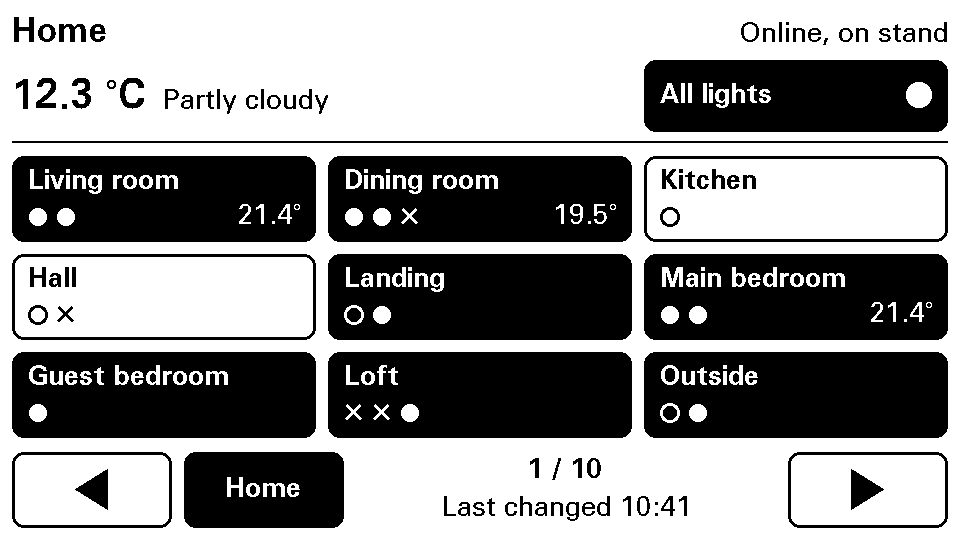 Home
Online, on stand
12.3 °C Partly cloudy
All lights
Living room
21.4°
Dining room
19.5°
Kitchen
Hall
Landing
Main bedroom
21.4°
Guest bedroom
Loft
Outside
Home
1 / 10
Last changed 10:41